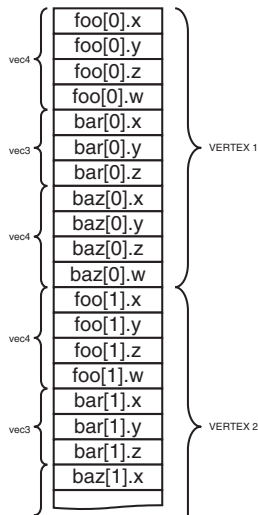 foo[0].x
foo[0].y
vec4
foo[0].z
foo[0].w
bar[0].x
vec3
bar[0].y
VERTEX 1
bar[0].z
baz[0].x
baz[0].y
vec4
baz[0].z
baz[0].w
foo[1].x
foo[1].y
vec4
foo[1].z
foo[1].w
bar[1].x
vec3
bar[1].y
VERTEX 2
bar[1].z
baz[1].x